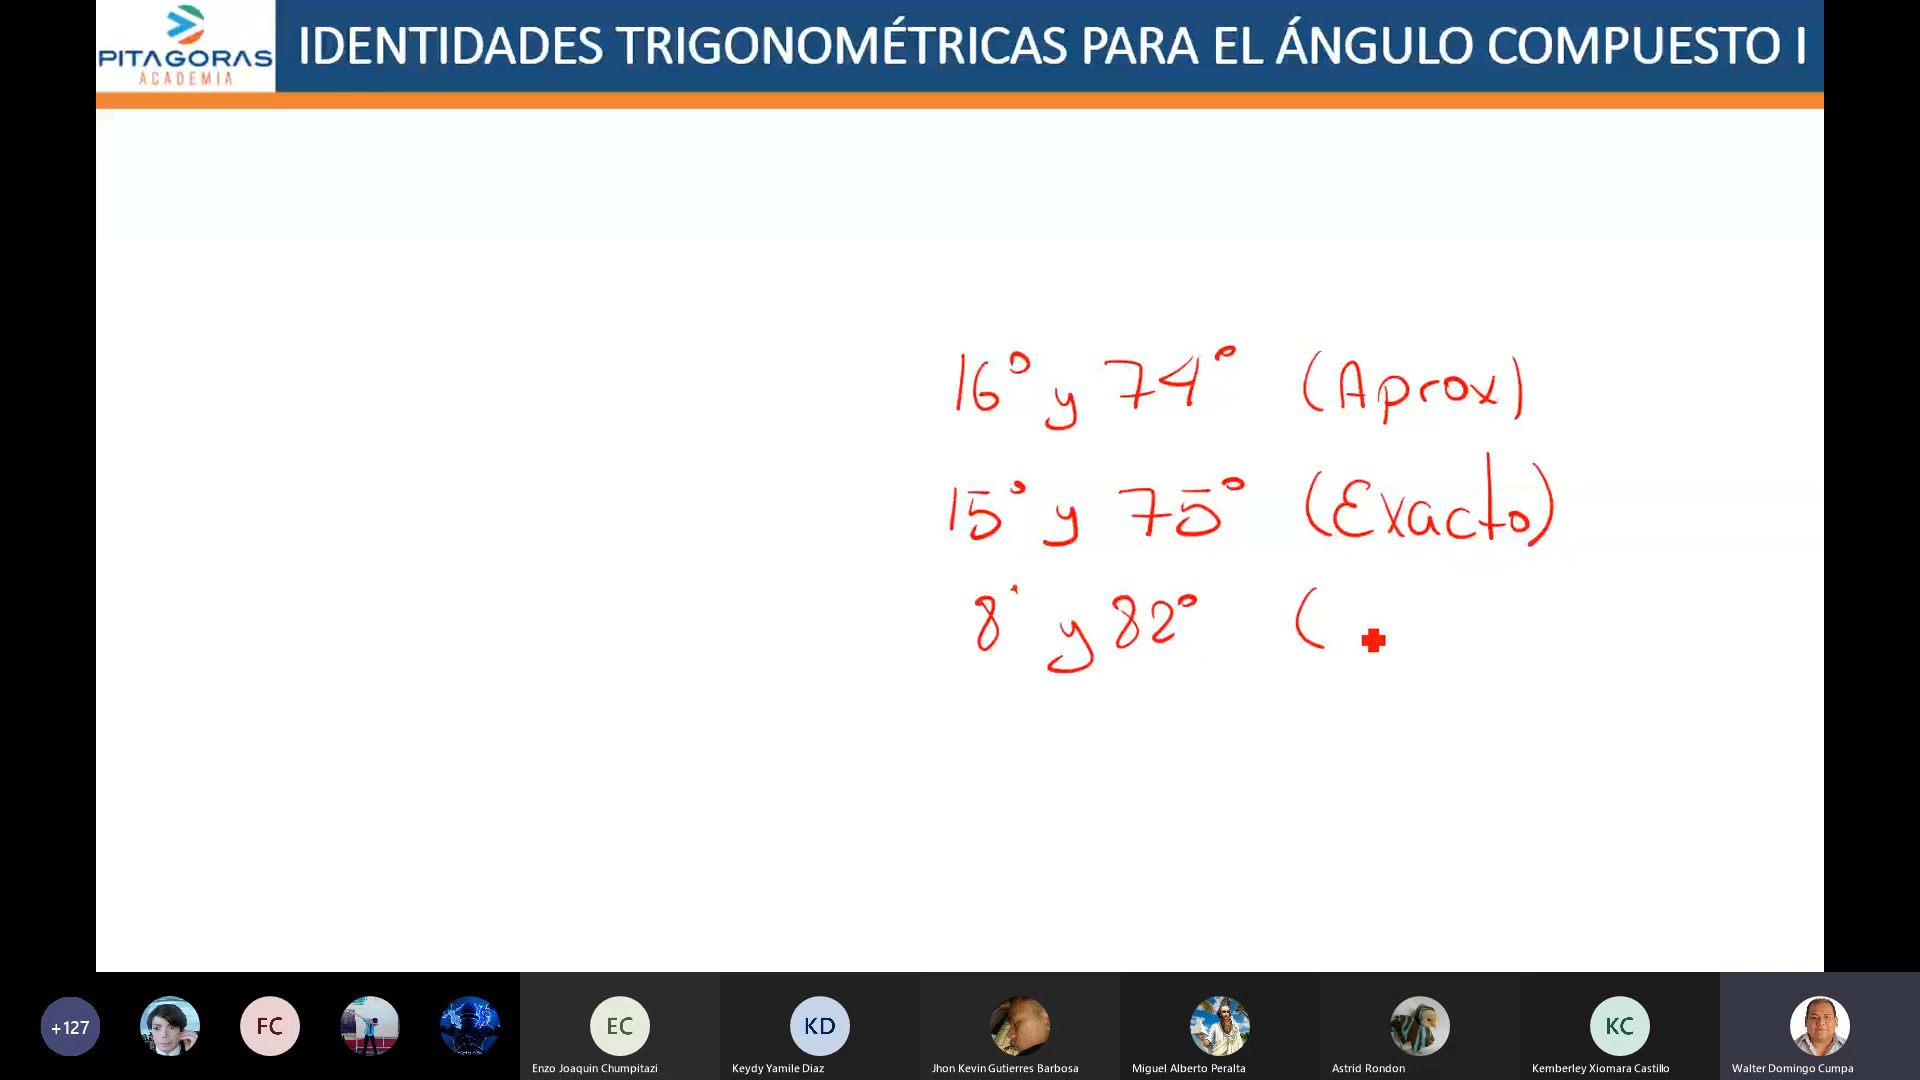 PITAGORAS
ACADEMIA
IDENTIDADES TRIGONOMÉTRICAS PARA EL ÁNGULO COMPUESTO I
16° y 74° (Aprox)
15° y 75° (Exacto)
8° y 82° (
+127
FC
EC
Enzo Joaquin Chumpitazi
KD
Keydy Yamile Diaz
Jhon Kevin Gutierres Barbosa
Miguel Alberto Peralta
Astrid Rondon
KC
Kemberley Xiomara Castillo
Walter Domingo Cumpa